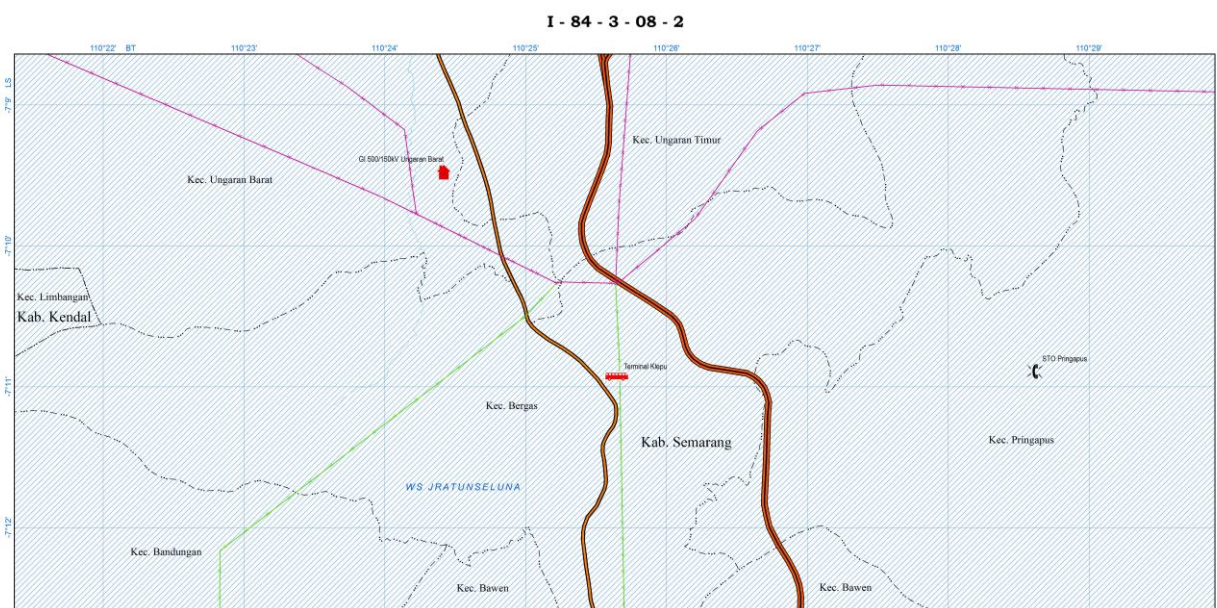 I - 84 - 3 - 08 - 2
110°22' BT
110°23'
110°24'
110°25'
110°26'
110°27'
110°28'
110°29'
LS
-7°9'
Kec. Ungaran Timur
GI 500/150kV Ungaran Barat
Kec. Ungaran Barat
-7°10'
Kec. Limbangan
Kab. Kendal
STO Pringapus
Terminal Klepu
-7°11'
Kec. Bergas
Kab. Semarang
Kec. Pringapus
WS JRATUNSELUNA
-7°12'
Kec. Bandungan
Kec. Bawen
Kec. Bawen